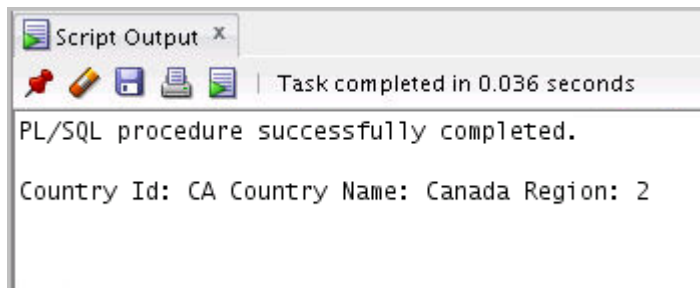 Script Output
Task completed in 0.036 seconds
PL/SQL procedure successfully completed.
Country Id: CA Country Name: Canada Region: 2